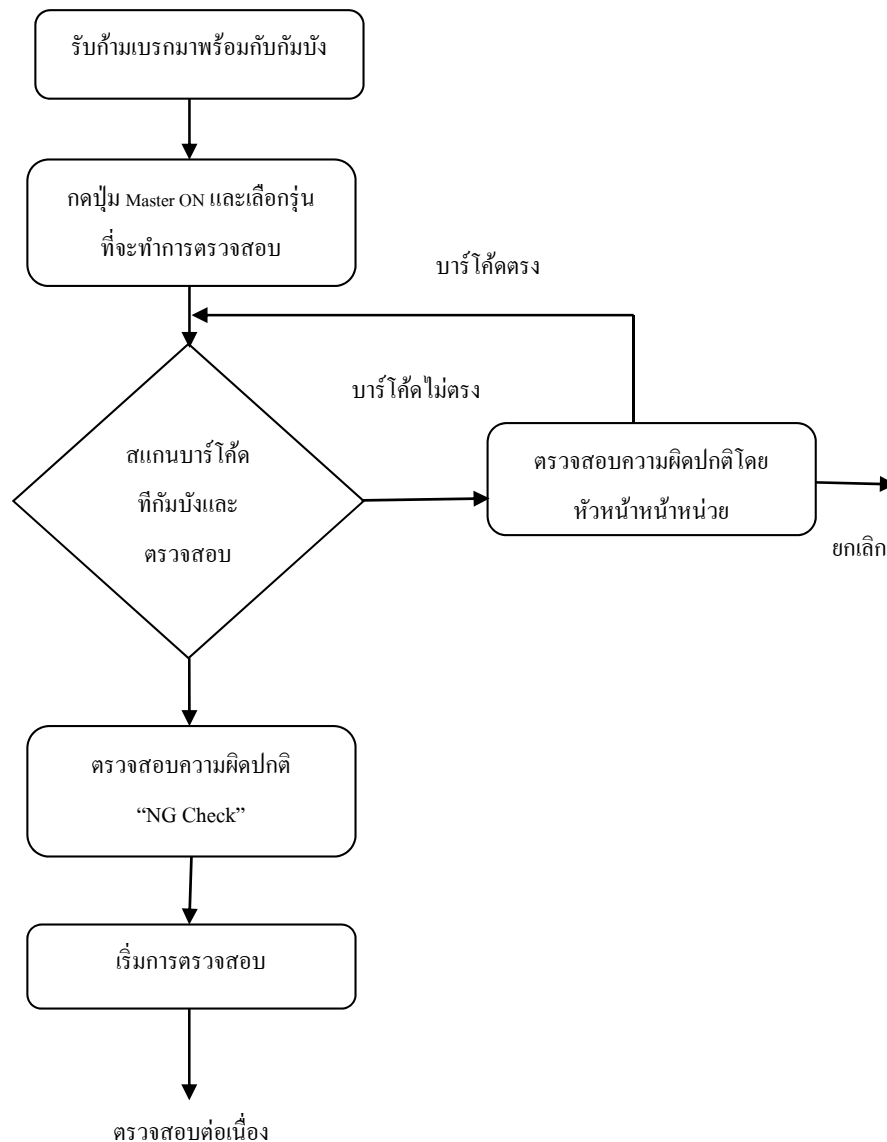 รับก้ามเบรกมาพร้อมกับกัมบัง
กดปุ่ม Master ON และเลือกรุ่น
ที่จะทำการตรวจสอบ
บาร์โค้ดตรง
บาร์โค้ดไม่ตรง
สแกนบาร์โค้ด
ทีกัมบังและ
ตรวจสอบ
ตรวจสอบความผิดปกติโดย
หัวหน้าหน้าหน่วย
ยกเลิก
ตรวจสอบความผิดปกติ
“NG Check”
เริ่มการตรวจสอบ
ตรวจสอบต่อเนื่อง